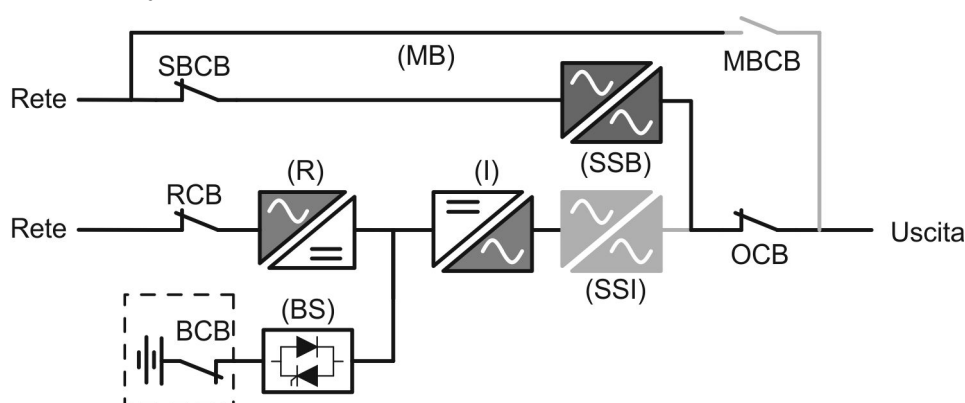 (MB)
MBCB
SBCB
Rete
(SSB)
(R)
(I)
RCB
Rete
Uscita
OCB
(SSI)
(BS)
BCB